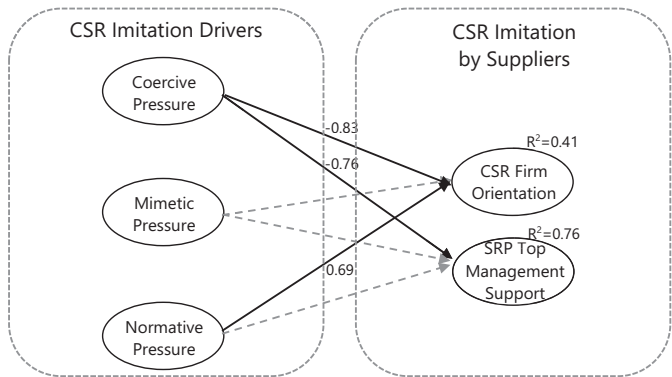 CSR Imitation Drivers
Coercive
Pressure
Mimetic
Pressure
Normative
Pressure
-0.83
-0.76
0.69
CSR Imitation
by Suppliers
R²=0.41
CSR Firm
Orientation
R²=0.76
SRP Top
Management
Support